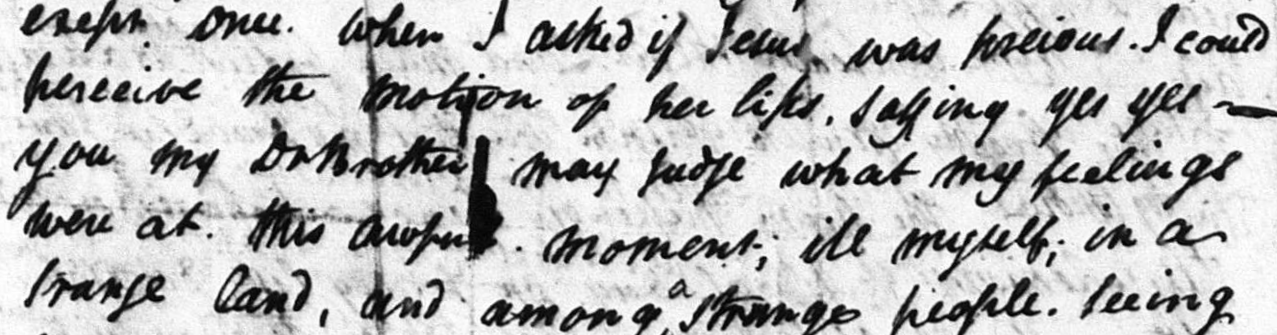 exept once. when I asked if Jesus was precious. I could
perceive the motion of her lips. saying yes yes -
you my Dr Brother may judge what my feelings
were at. this awful. moment; ill myself; in a
strange land, and among a strange people. seeing